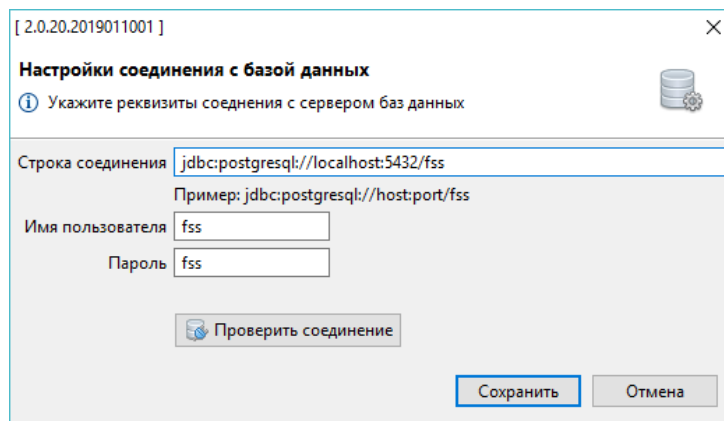 [ 2.0.20.2019011001 ]
Настройки соединения с базой данных
Укажите реквизиты соеднения с сервером баз данных
Строка соединения jdbc:postgresql://localhost:5432/fss
Пример: jdbc:postgresql://host:port/fss
Имя пользователя fss
Пароль fss
Проверить соединение
Сохранить Отмена